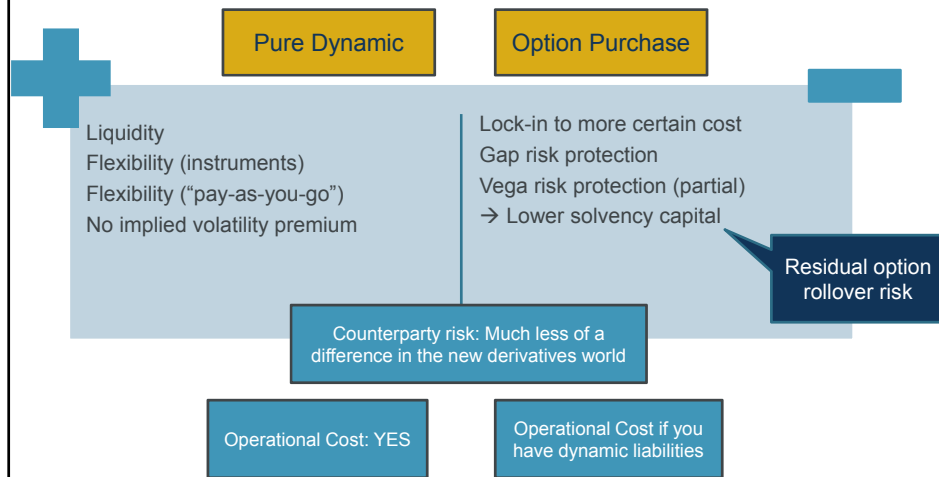 Pure Dynamic
Option Purchase
Liquidity
Flexibility (instruments)
Flexibility (“pay-as-you-go”)
No implied volatility premium
Lock-in to more certain cost
Gap risk protection
Vega risk protection (partial)
→ Lower solvency capital
Residual option
rollover risk
Counterparty risk: Much less of a
difference in the new derivatives world
Operational Cost: YES
Operational Cost if you
have dynamic liabilities